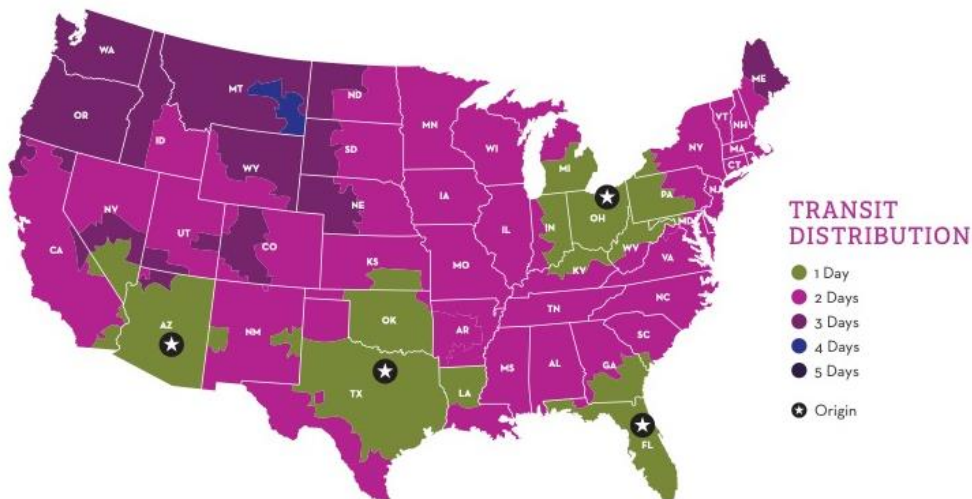 WA
OR
MT
ID
WY
ND
SD
NE
MN
WI
IA
IL
MI
IN
OH
PA
NY
VT
NH
MA
CT
NJ
ME
MD
WV
VA
KY
NV
UT
CO
KS
MO
CA
AZ
NM
OK
AR
TN
NC
SC
TX
LA
MS
AL
GA
FL
TRANSIT
DISTRIBUTION
1 Day
2 Days
3 Days
4 Days
5 Days
Origin